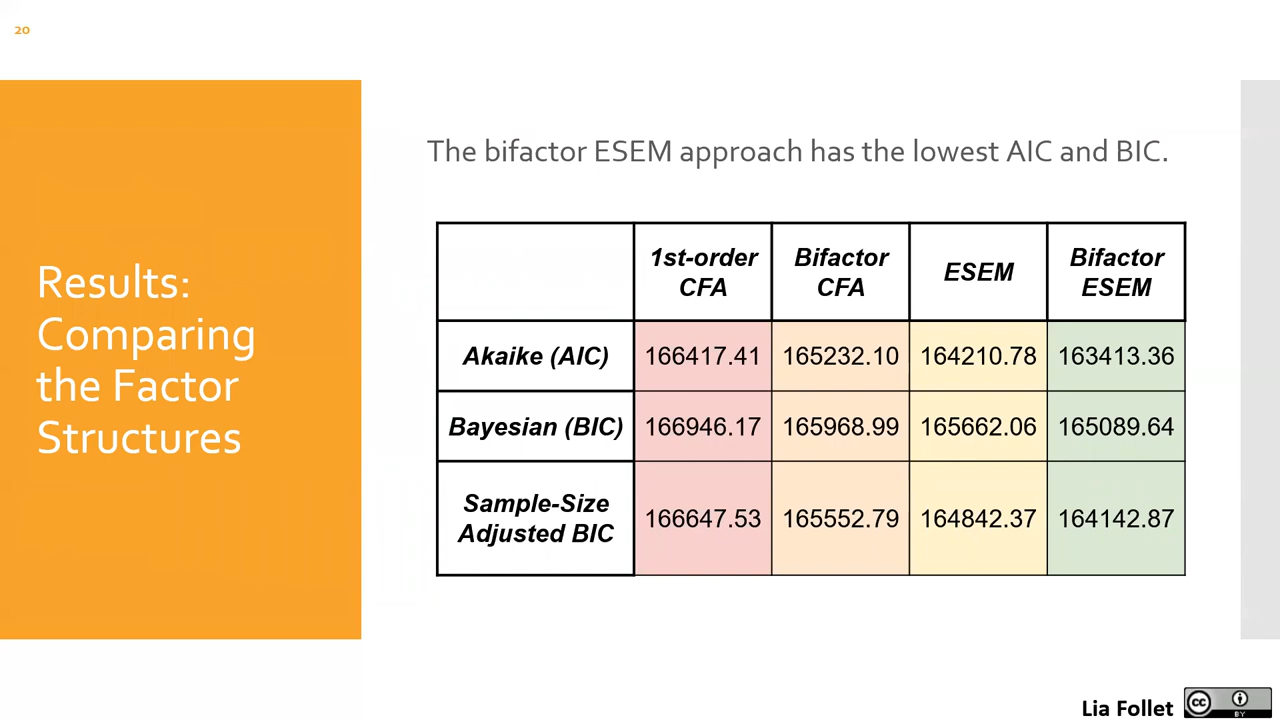 20
Results:
Comparing
the Factor
Structures
The bifactor ESEM approach has the lowest AIC and BIC.
1st-order CFA Bifactor CFA ESEM Bifactor ESEM
Akaike (AIC) 166417.41 165232.10 164210.78 163413.36
Bayesian (BIC) 166946.17 165968.99 165662.06 165089.64
Sample-Size Adjusted BIC 166647.53 165552.79 164842.37 164142.87
Lia Follet
cc BY